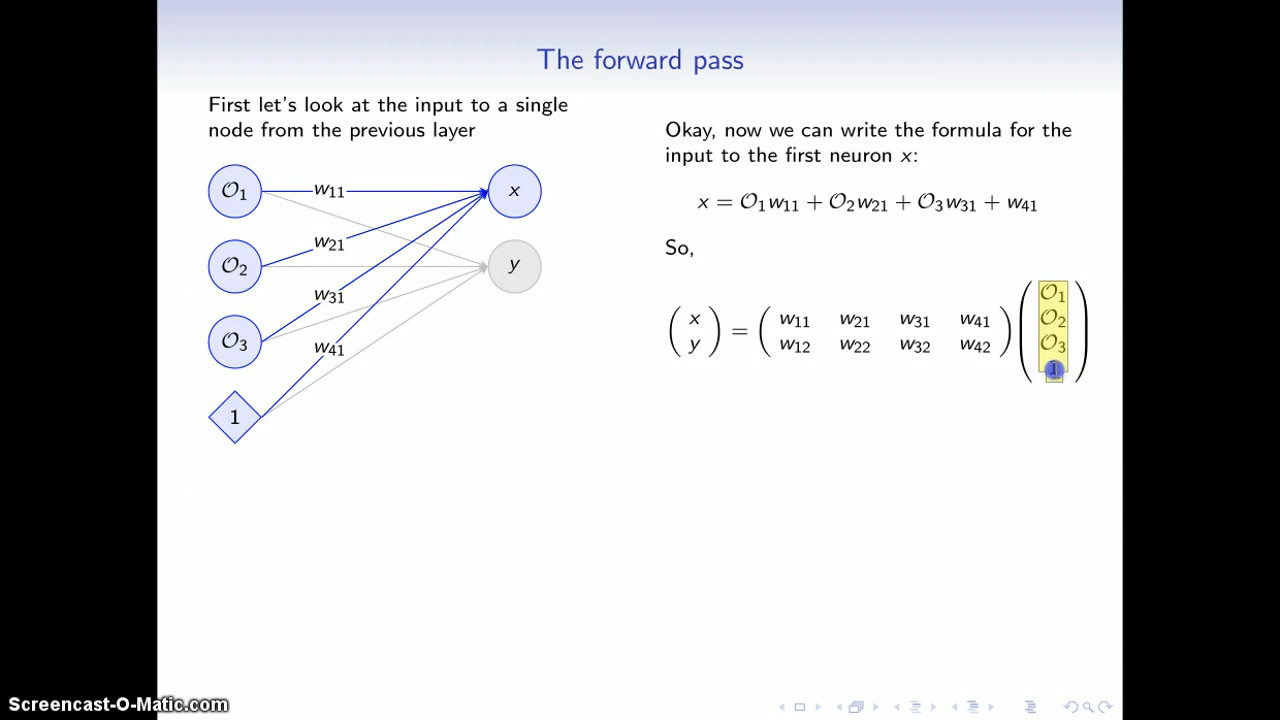 The forward pass
First let's look at the input to a single
node from the previous layer
O₁
w₁₁
x
w₂₁
O₂
y
w₃₁
O₃
w₄₁
1
Okay, now we can write the formula for the
input to the first neuron x:
x = O₁w₁₁ + O₂w₂₁ + O₃w₃₁ + w₄₁
So,
( x y ) = ( w₁₁ w₂₁ w₃₁ w₄₁
w₁₂ w₂₂ w₃₂ w₄₂ ) ( O₁ O₂ O₃ 1 )
Screencast-O-Matic.com